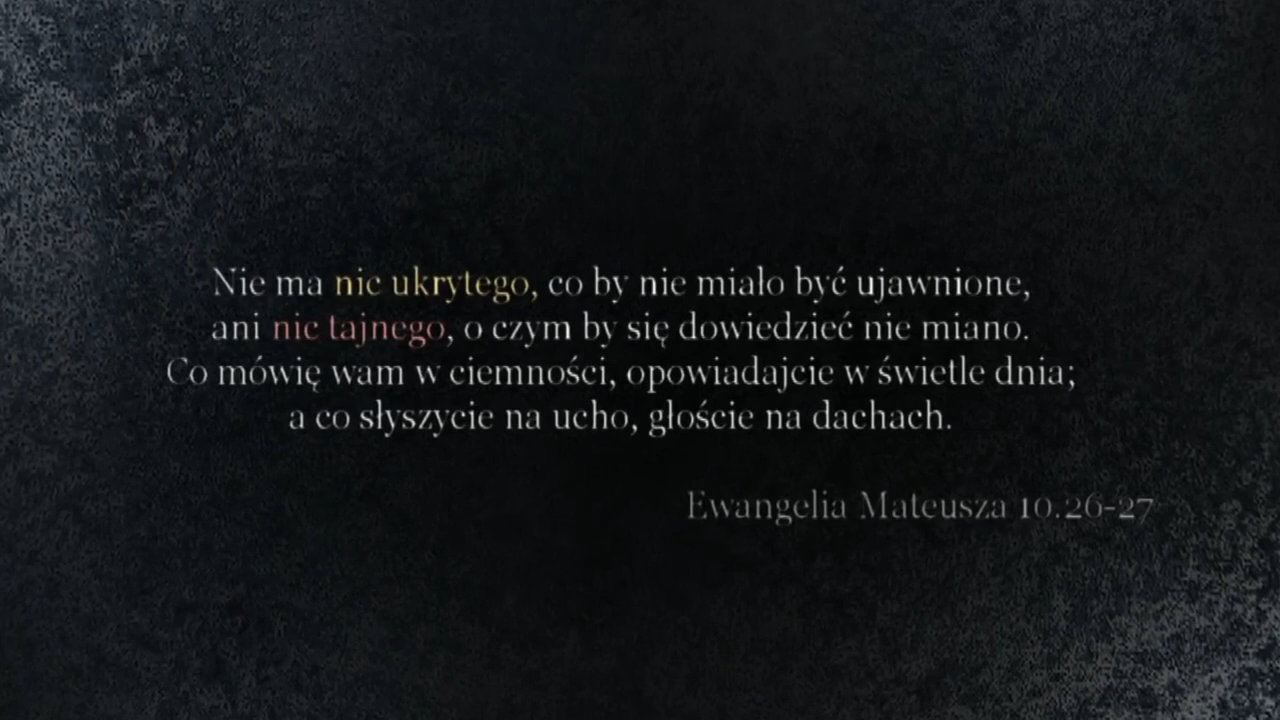 Nie ma nic ukrytego, co by nie miało być ujawnione,
ani nic tajnego, o czym by się dowiedzieć nie miano.
Co mówię wam w ciemności, opowiadajcie w świetle dnia;
a co słyszycie na ucho, głoście na dachach.
Ewangelia Mateusza 10.26-27